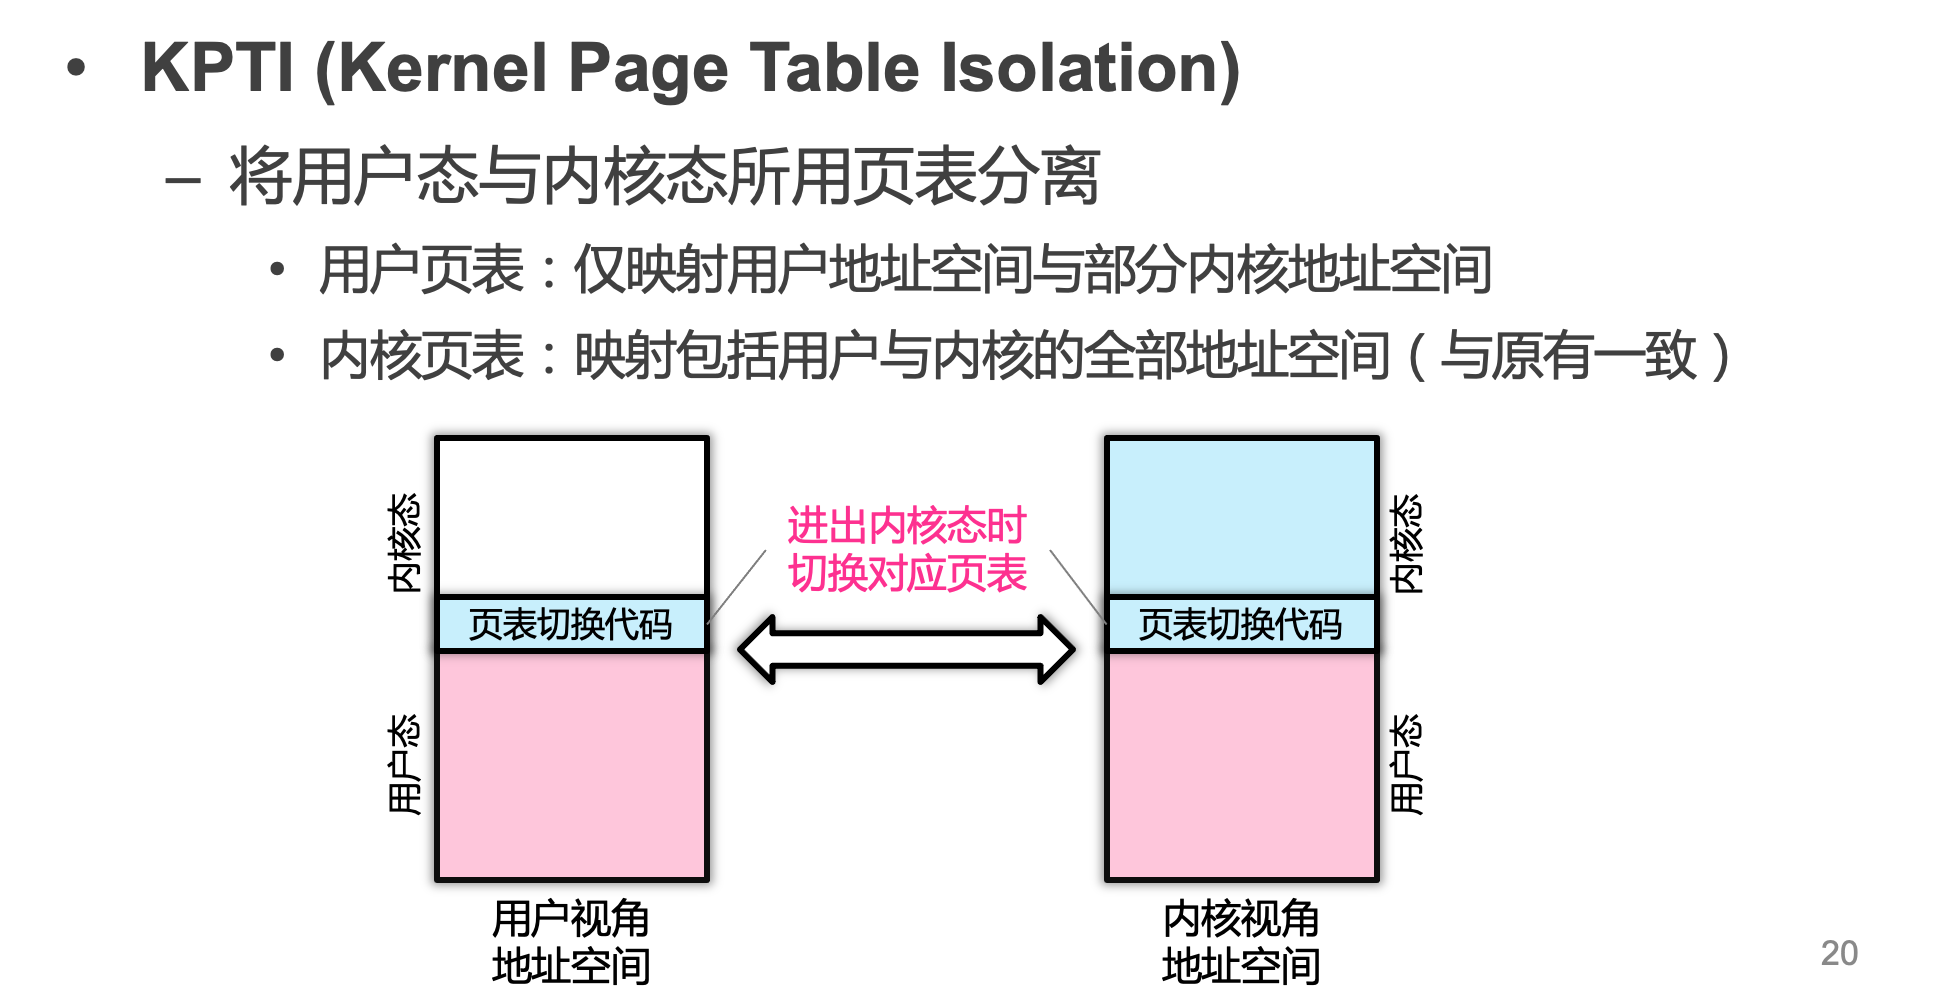 • KPTI (Kernel Page Table Isolation)
– 将用户态与内核态所用页表分离
• 用户页表：仅映射用户地址空间与部分内核地址空间
• 内核页表：映射包括用户与内核的全部地址空间（与原有一致）
内核态
页表切换代码
用户态
用户视角
地址空间
进出内核态时
切换对应页表
内核态
页表切换代码
用户态
内核视角
地址空间
20